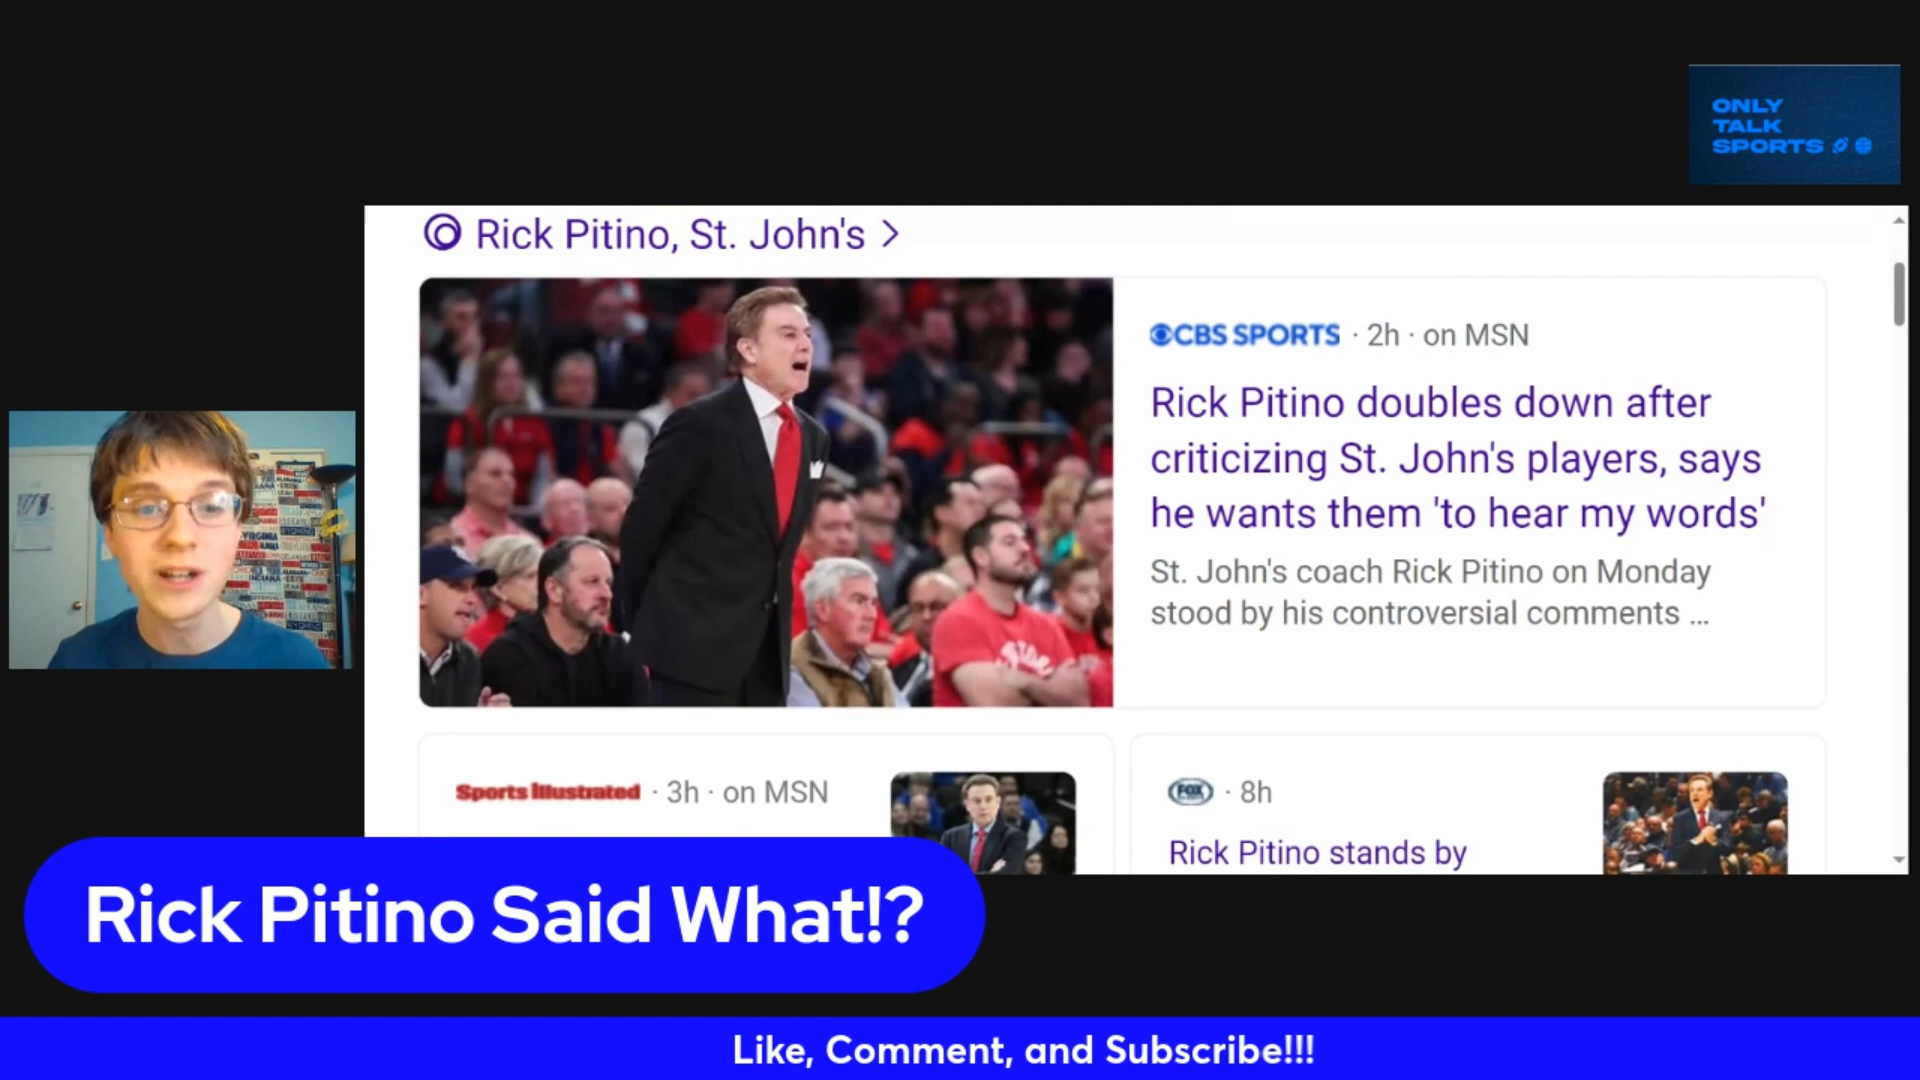 ONLY
TALK
SPORTS
Rick Pitino, St. John's >
CBS SPORTS · 2h · on MSN
Rick Pitino doubles down after
criticizing St. John's players, says
he wants them 'to hear my words'
St. John's coach Rick Pitino on Monday
stood by his controversial comments ...
Sports Illustrated · 3h · on MSN
FOX · 8h
Rick Pitino stands by
VIRGINIA
INDIANA
Rick Pitino Said What!?
Like, Comment, and Subscribe!!!